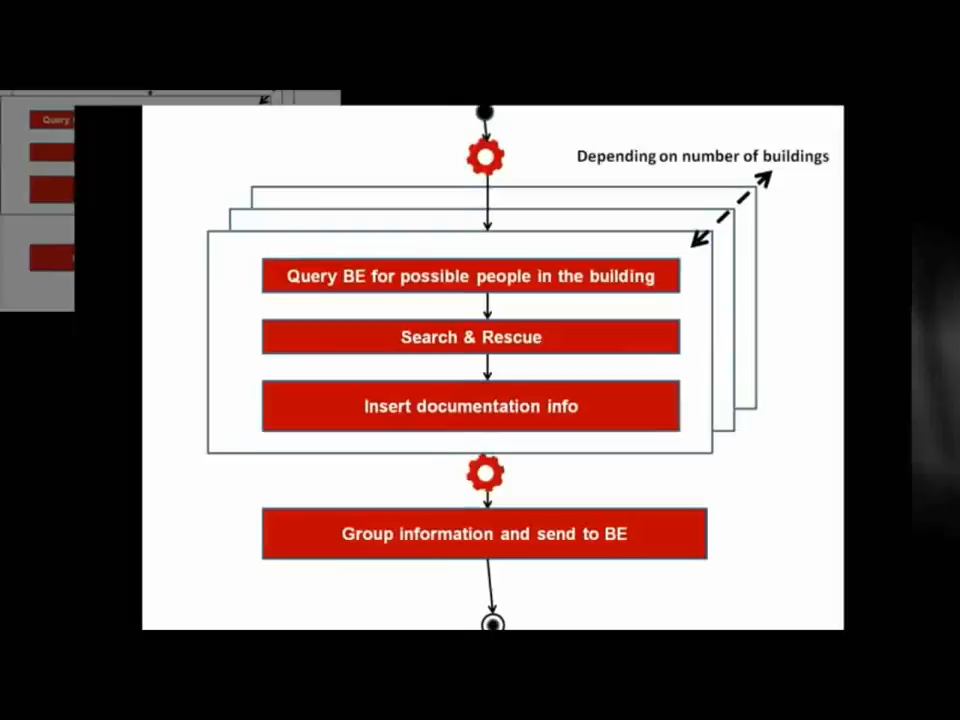 Depending on number of buildings
Query BE for possible people in the building
Search & Rescue
Insert documentation info
Group information and send to BE
Query